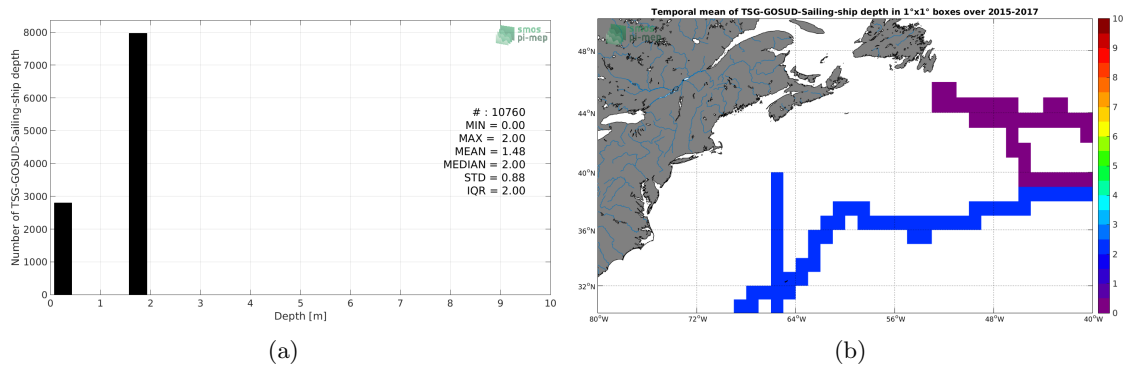 smos
pi-mep
8000
7000
6000
5000
4000
3000
2000
1000
0
Number of TSG-GOSUD-Sailing-ship depth
# : 10760
MIN = 0.00
MAX = 2.00
MEAN = 1.48
MEDIAN = 2.00
STD = 0.88
IQR = 2.00
0 1 2 3 4 5 6 7 8 9 10
Depth [m]
(a)
Temporal mean of TSG-GOSUD-Sailing-ship depth in 1°x1° boxes over 2015-2017
smos
pi-mep
48°N
44°N
40°N
36°N
32°N
80°W 72°W 64°W 56°W 48°W 40°W
10
9
8
7
6
5
4
3
2
1
0
(b)